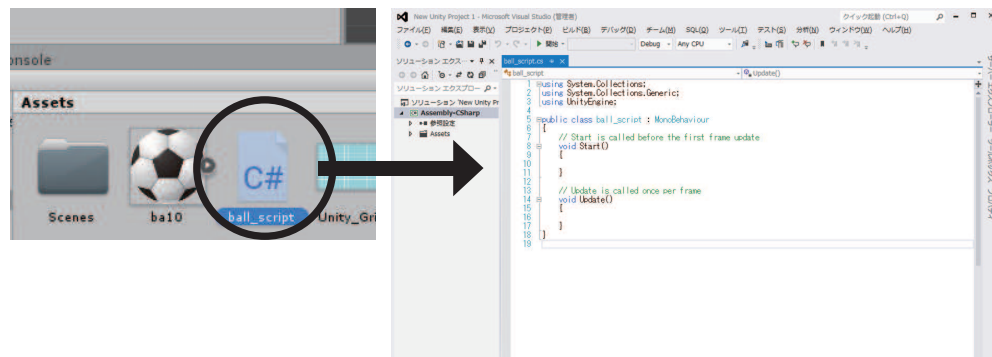 onsole
Assets
C#
Scenes
ba10
ball_script
Unity_Gri
New Unity Project 1 - Microsoft Visual Studio (管理者)
クイック起動 (Ctrl+Q)
ファイル(E) 編集(E) 表示(V) プロジェクト(P) ビルド(B) デバッグ(D) チーム(M) SQL(Q) ツール(T) テスト(S) 分析(N) ウィンドウ(W) ヘルプ(H)
開始 Debug Any CPU
ソリューション エクス…
ball_script.cs
ball_script
Update()
ソリューション エクスプロー
ソリューション 'New Unity Pr
Assembly-CSharp
参照設定
Assets
1 using System.Collections;
2 using System.Collections.Generic;
3 using UnityEngine;
4
5 public class ball_script : MonoBehaviour
6 {
7 // Start is called before the first frame update
8 void Start()
9 {
10
11 }
12
13 // Update is called once per frame
14 void Update()
15 {
16
17 }
18 }
19